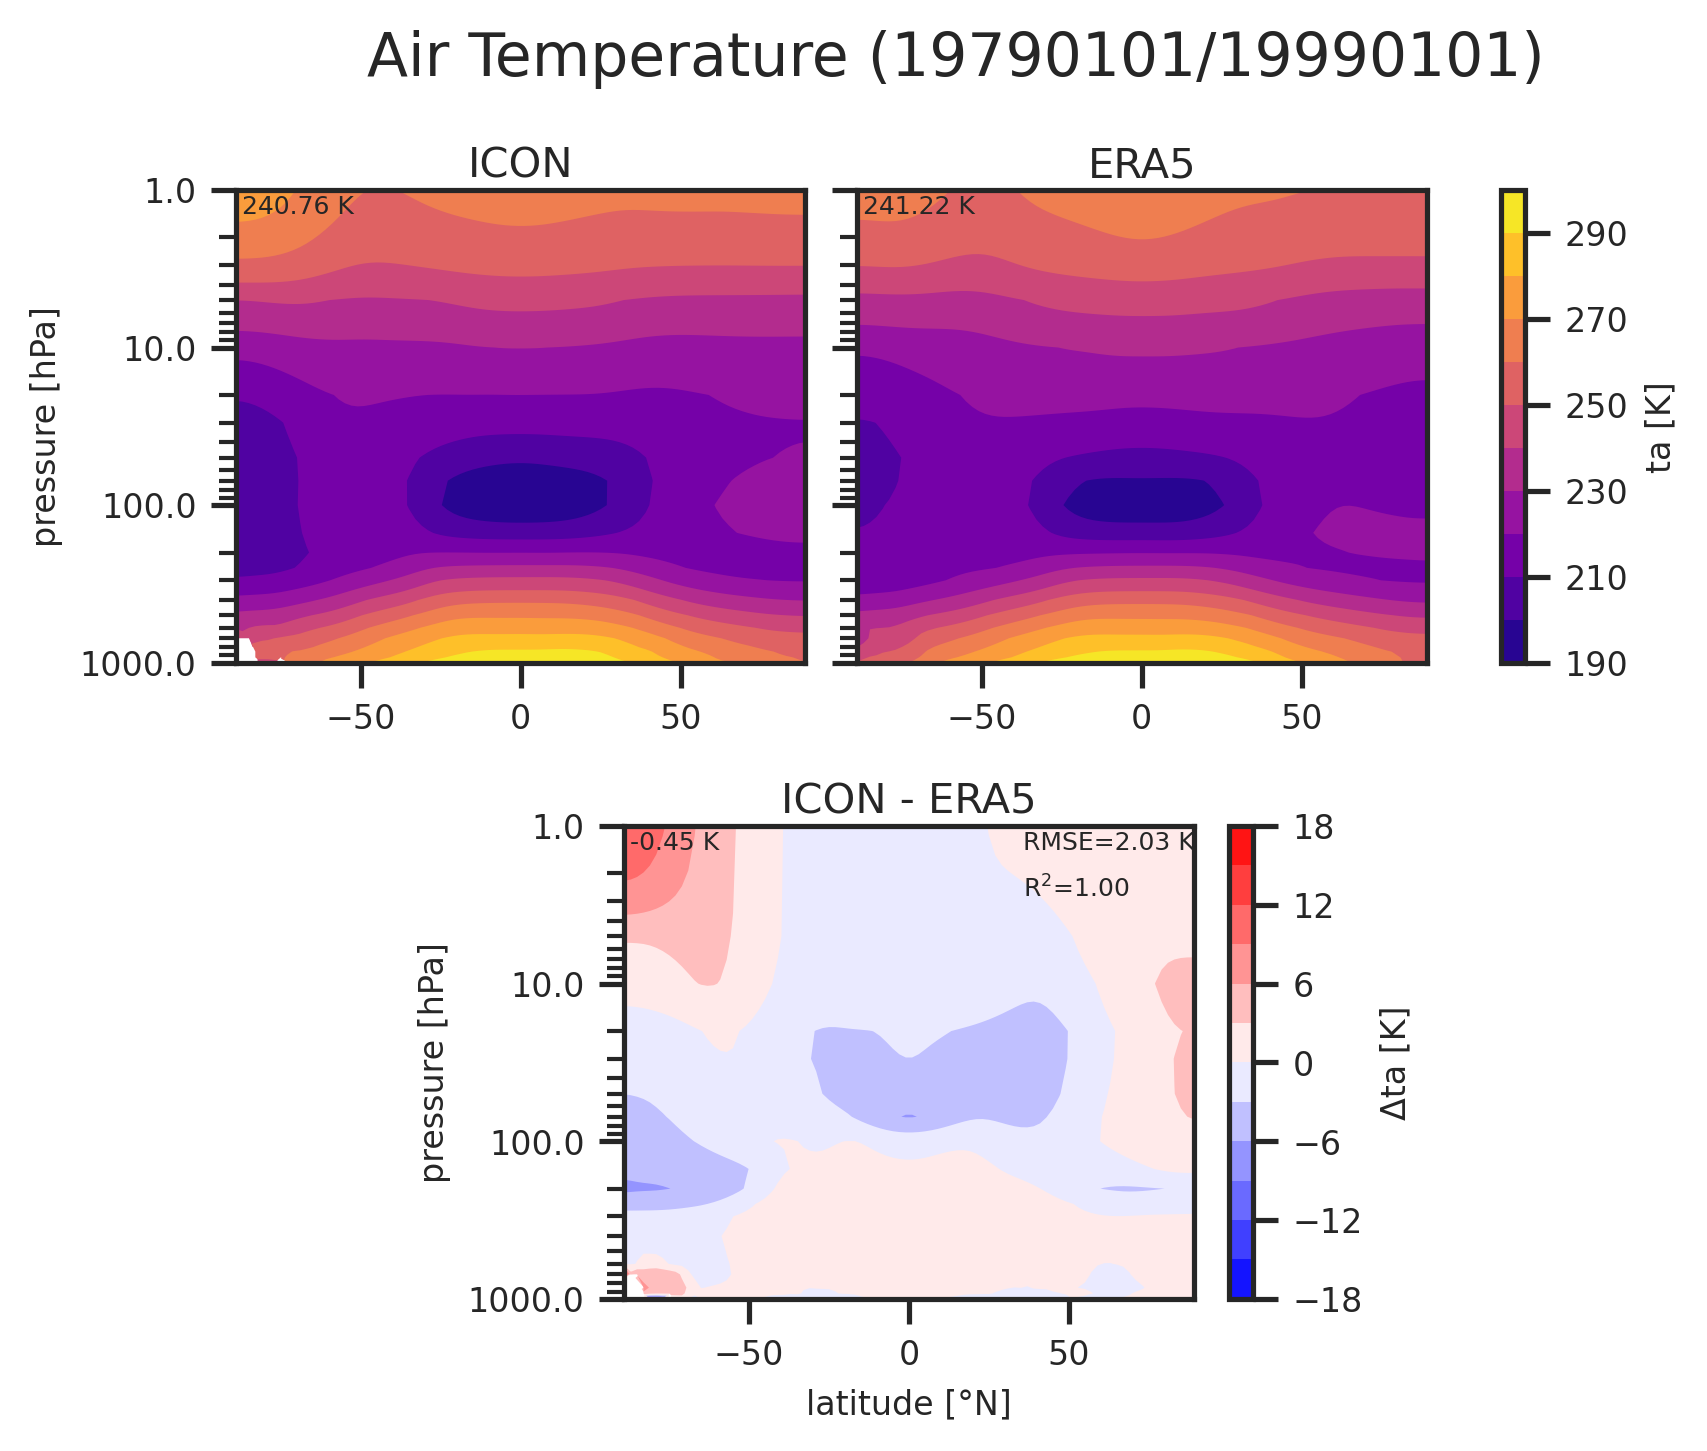 Air Temperature (19790101/19990101)
ICON
ERA5
240.76 K
241.22 K
1.0
10.0
100.0
1000.0
pressure [hPa]
−50
0
50
−50
0
50
290
270
250
230
210
190
ta [K]
ICON - ERA5
-0.45 K
RMSE=2.03 K
R²=1.00
1.0
10.0
100.0
1000.0
pressure [hPa]
−50
0
50
latitude [°N]
18
12
6
0
−6
−12
−18
Δta [K]